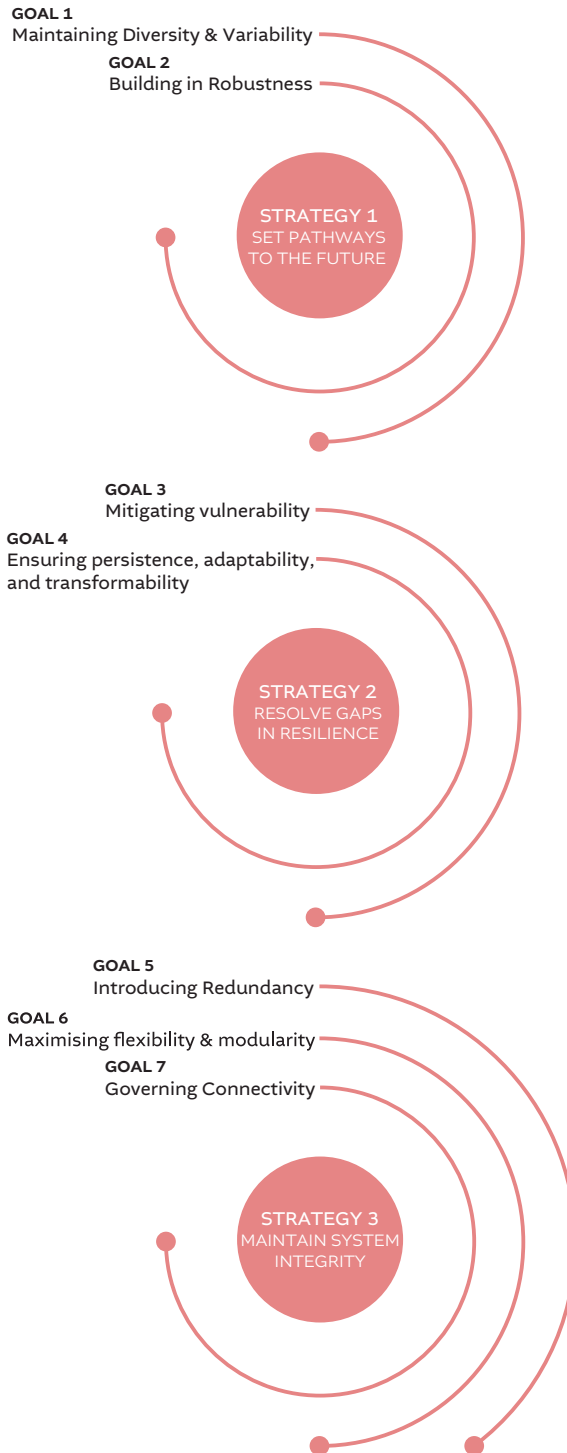 GOAL 1
Maintaining Diversity & Variability
GOAL 2
Building in Robustness
STRATEGY 1
SET PATHWAYS
TO THE FUTURE
GOAL 3
Mitigating vulnerability
GOAL 4
Ensuring persistence, adaptability,
and transformability
STRATEGY 2
RESOLVE GAPS
IN RESILIENCE
GOAL 5
Introducing Redundancy
GOAL 6
Maximising flexibility & modularity
GOAL 7
Governing Connectivity
STRATEGY 3
MAINTAIN SYSTEM
INTEGRITY